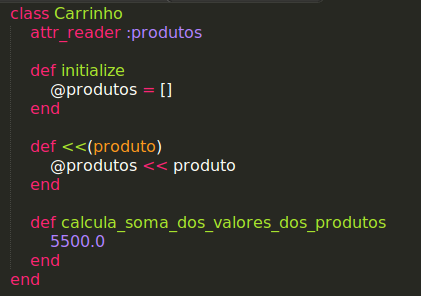 class Carrinho
attr_reader :produtos
def initialize
@produtos = []
end
def <<(produto)
@produtos << produto
end
def calcula_soma_dos_valores_dos_produtos
5500.0
end
end